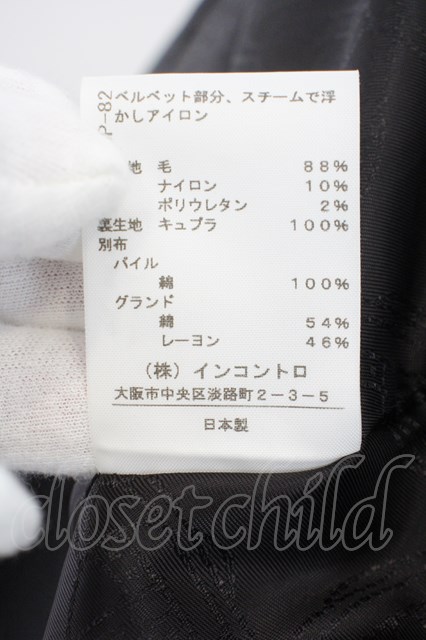 P-82
ベルベット部分、スチームで浮
かしアイロン
地 毛 88%
ナイロン 10%
ポリウレタン 2%
裏生地 キュプラ 100%
別布
パイル
綿 100%
グランド
綿 54%
レーヨン 46%
(株)インコントロ
大阪市中央区淡路町2-3-5
日本製
closetchild